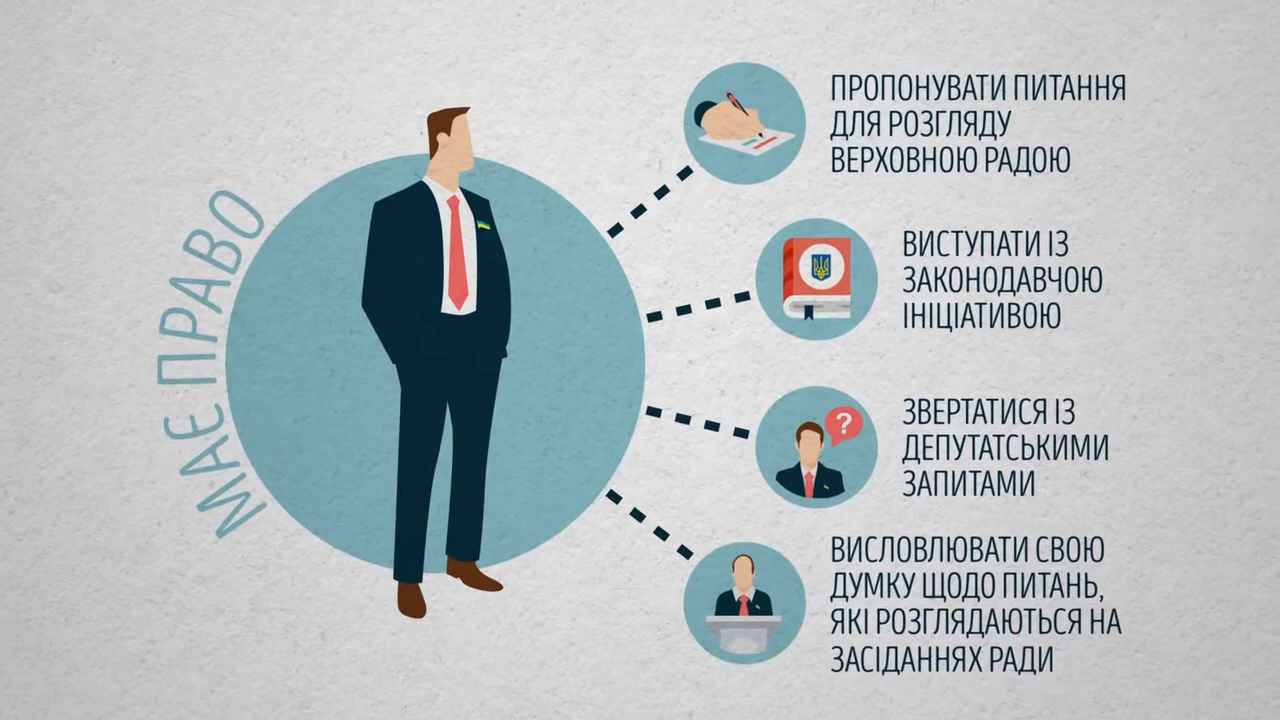 МАЄ ПРАВО
ПРОПОНУВАТИ ПИТАННЯ
ДЛЯ РОЗГЛЯДУ
ВЕРХОВНОЮ РАДОЮ
ВИСТУПАТИ ІЗ
ЗАКОНОДАВЧОЮ
ІНІЦІАТИВОЮ
?
ЗВЕРТАТИСЯ ІЗ
ДЕПУТАТСЬКИМИ
ЗАПИТАМИ
ВИСЛОВЛЮВАТИ СВОЮ
ДУМКУ ЩОДО ПИТАНЬ,
ЯКІ РОЗГЛЯДАЮТЬСЯ НА
ЗАСІДАННЯХ РАДИ